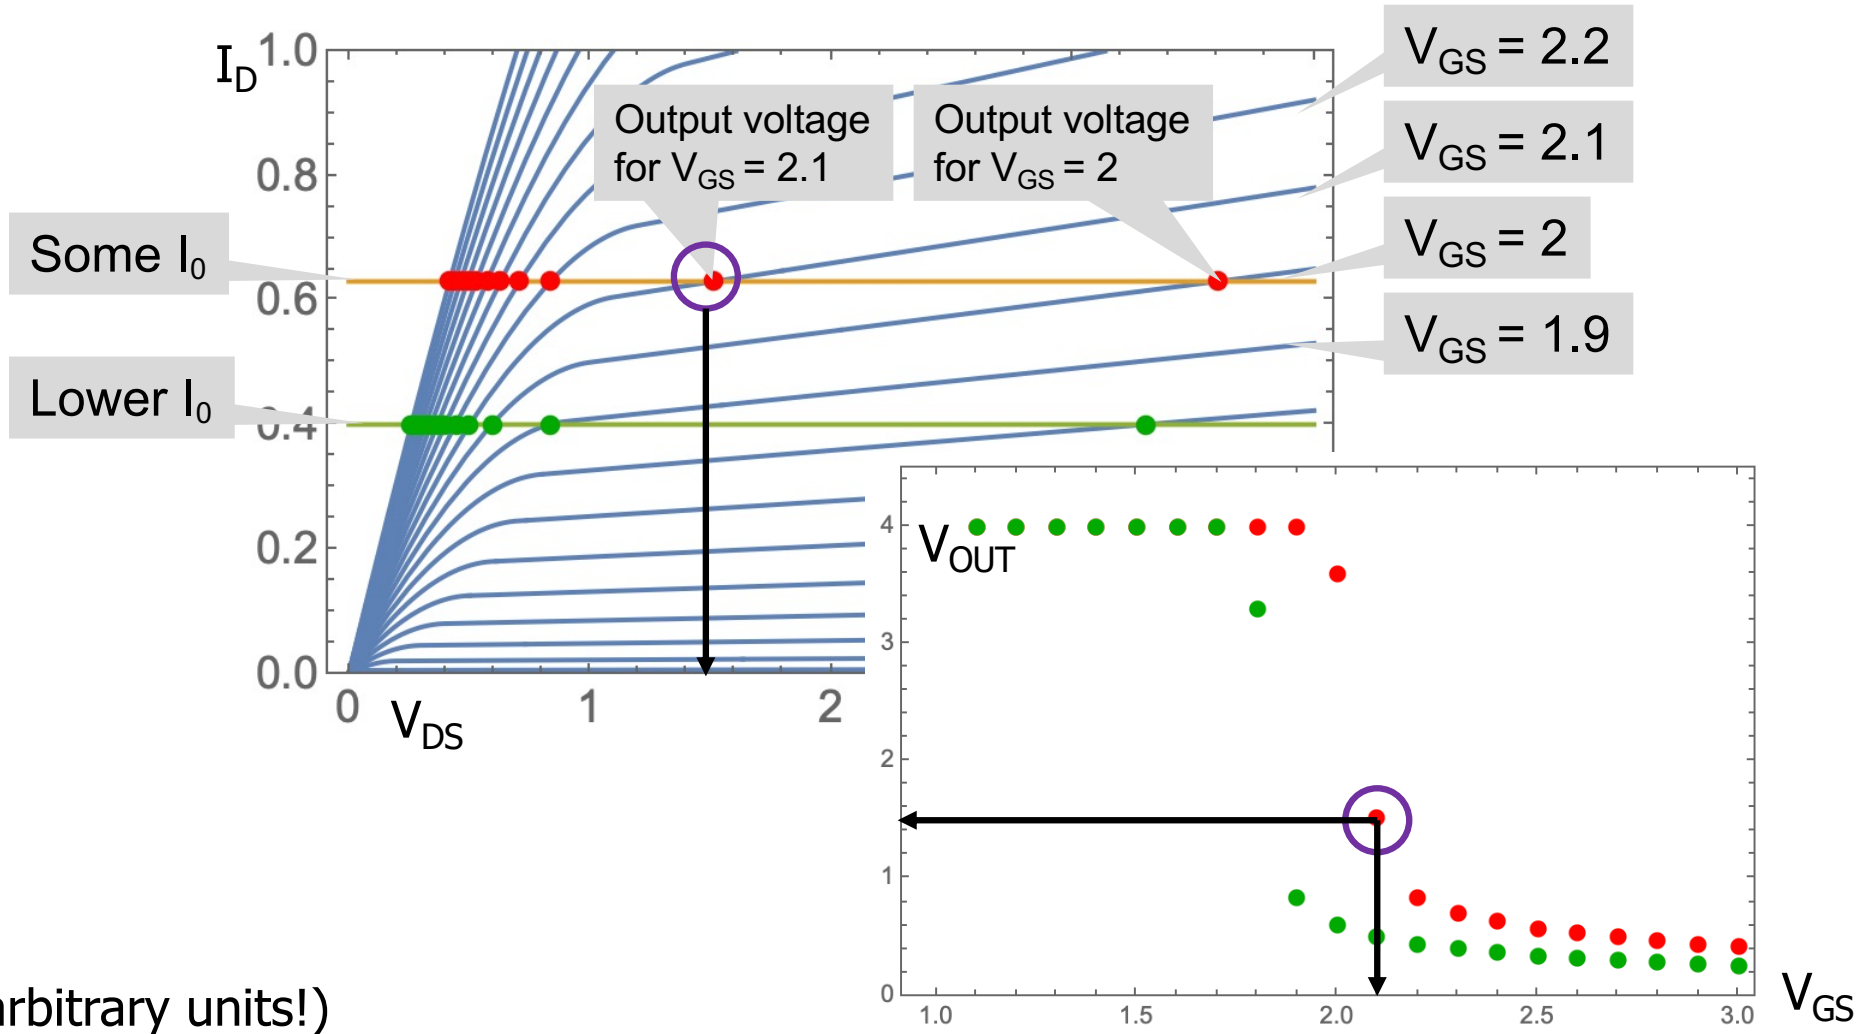 I_D
1.0
0.8
0.6
0.4
0.2
0.0
0
1
2
V_DS
Some I_0
Lower I_0
Output voltage
for V_GS = 2.1
Output voltage
for V_GS = 2
V_GS = 2.2
V_GS = 2.1
V_GS = 2
V_GS = 1.9
V_OUT
4
3
2
1
0
1.0
1.5
2.0
2.5
3.0
V_GS
arbitrary units!)